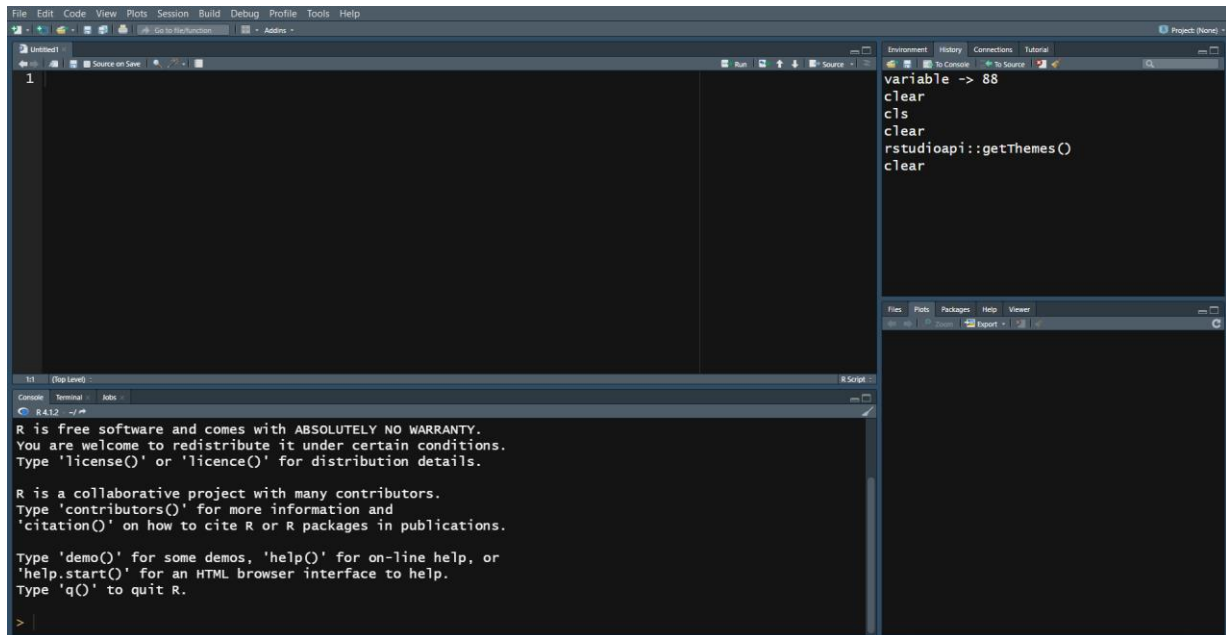 File Edit Code View Plots Session Build Debug Profile Tools Help
Go to file/function Addins
Project: (None)
Untitled1
Source on Save Run Source
1
1:1 (Top Level) R Script
Console Terminal Jobs
R 4.1.2 ~/
R is free software and comes with ABSOLUTELY NO WARRANTY.
You are welcome to redistribute it under certain conditions.
Type 'license()' or 'licence()' for distribution details.
R is a collaborative project with many contributors.
Type 'contributors()' for more information and
'citation()' on how to cite R or R packages in publications.
Type 'demo()' for some demos, 'help()' for on-line help, or
'help.start()' for an HTML browser interface to help.
Type 'q()' to quit R.
>
Environment History Connections Tutorial
To Console To Source
variable -> 88
clear
cls
clear
rstudioapi::getThemes()
clear
Files Plots Packages Help Viewer
Zoom Export